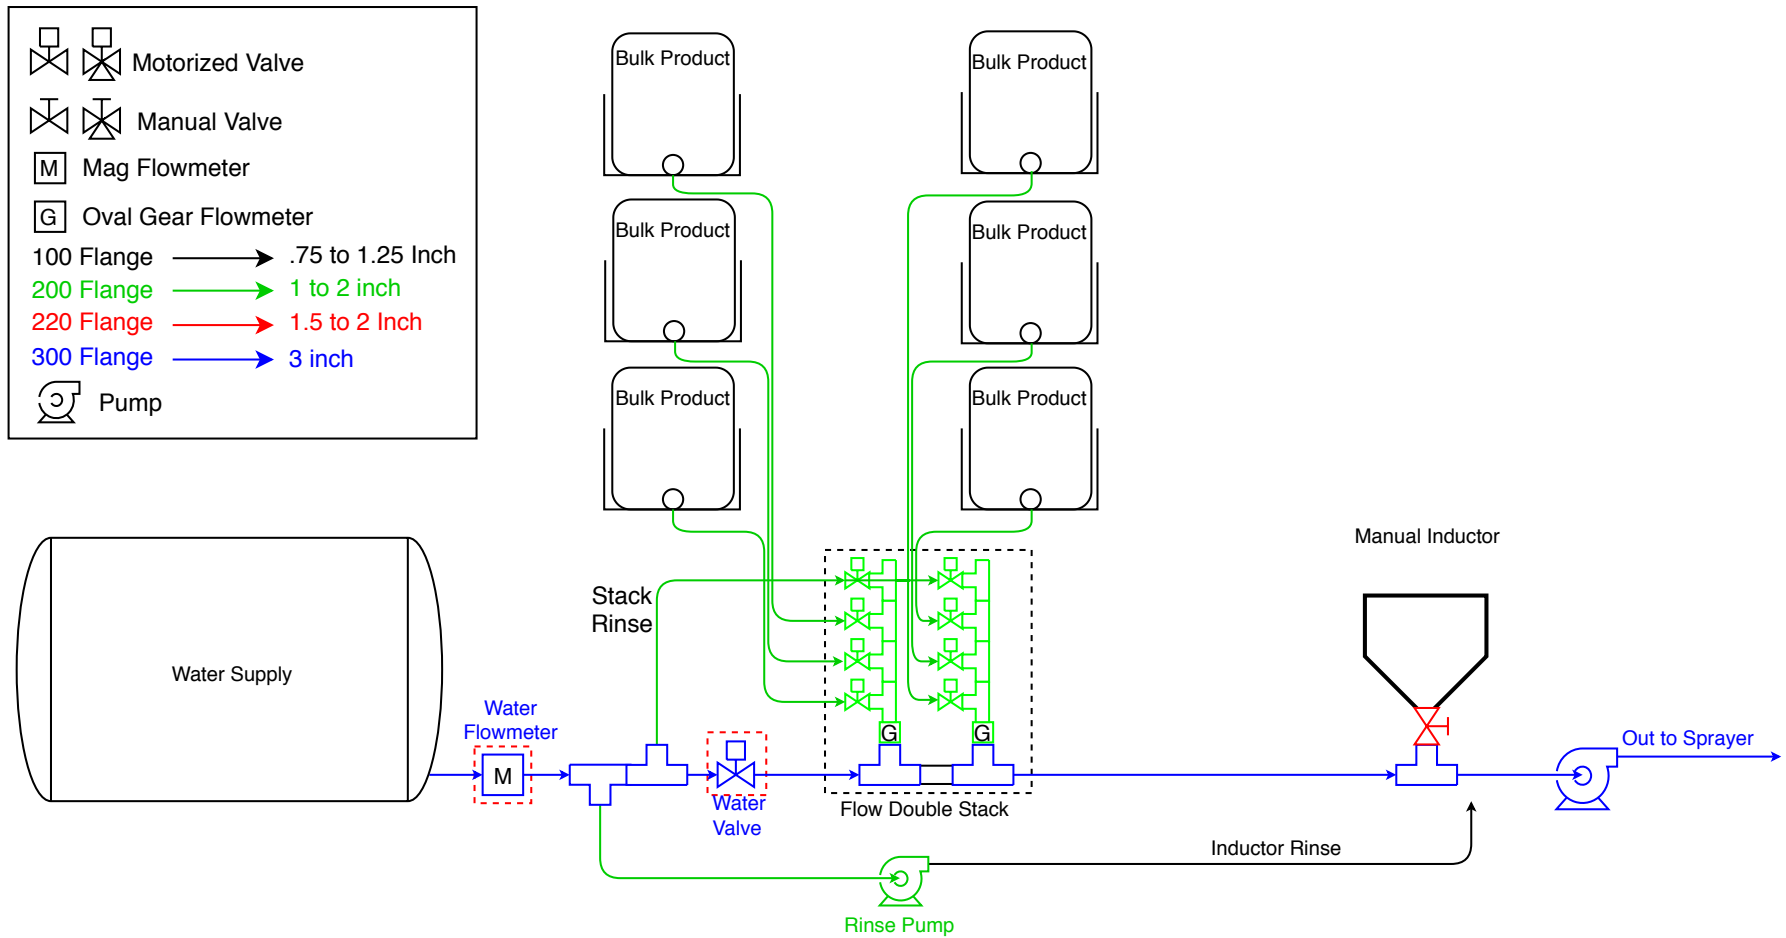 Motorized Valve
Manual Valve
M
Mag Flowmeter
G
Oval Gear Flowmeter
100 Flange
.75 to 1.25 Inch
200 Flange
1 to 2 inch
220 Flange
1.5 to 2 Inch
300 Flange
3 inch
Pump
Bulk Product
Bulk Product
Bulk Product
Bulk Product
Bulk Product
Bulk Product
Water Supply
Water
Flowmeter
M
Stack
Rinse
Water
Valve
G
G
Flow Double Stack
Manual Inductor
Out to Sprayer
Inductor Rinse
Rinse Pump